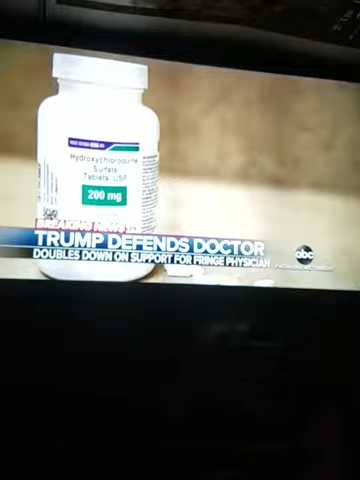 Hydroxychloroquine
Sulfate
Tablets, USP
200 mg
BREAKING NEWS
TRUMP DEFENDS DOCTOR
DOUBLES DOWN ON SUPPORT FOR FRINGE PHYSICIAN
abc